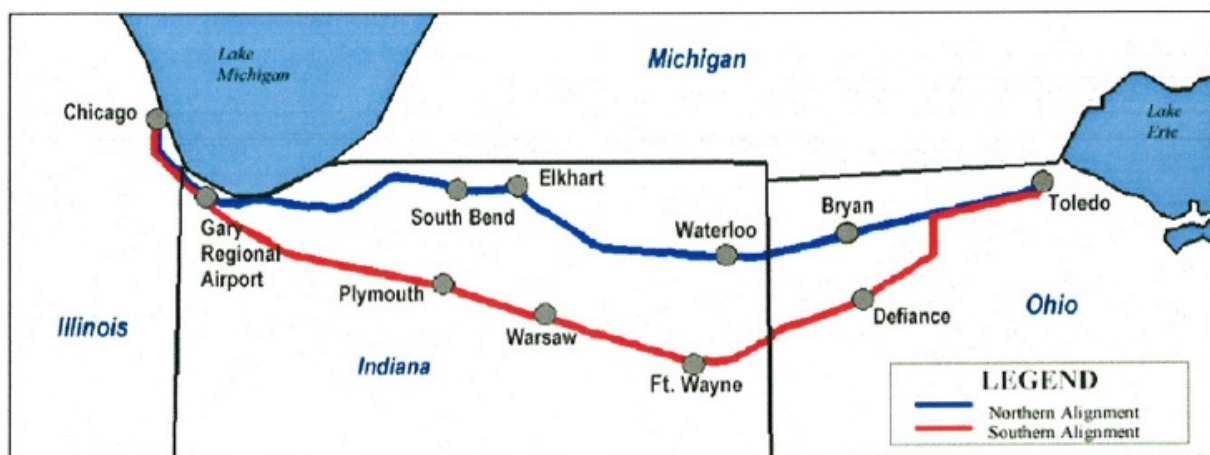 Lake
Michigan
Michigan
Chicago
Lake
Erie
Elkhart
South Bend
Bryan
Toledo
Waterloo
Gary
Regional
Airport
Plymouth
Defiance
Ohio
Illinois
Warsaw
Indiana
Ft. Wayne
LEGEND
Northern Alignment
Southern Alignment